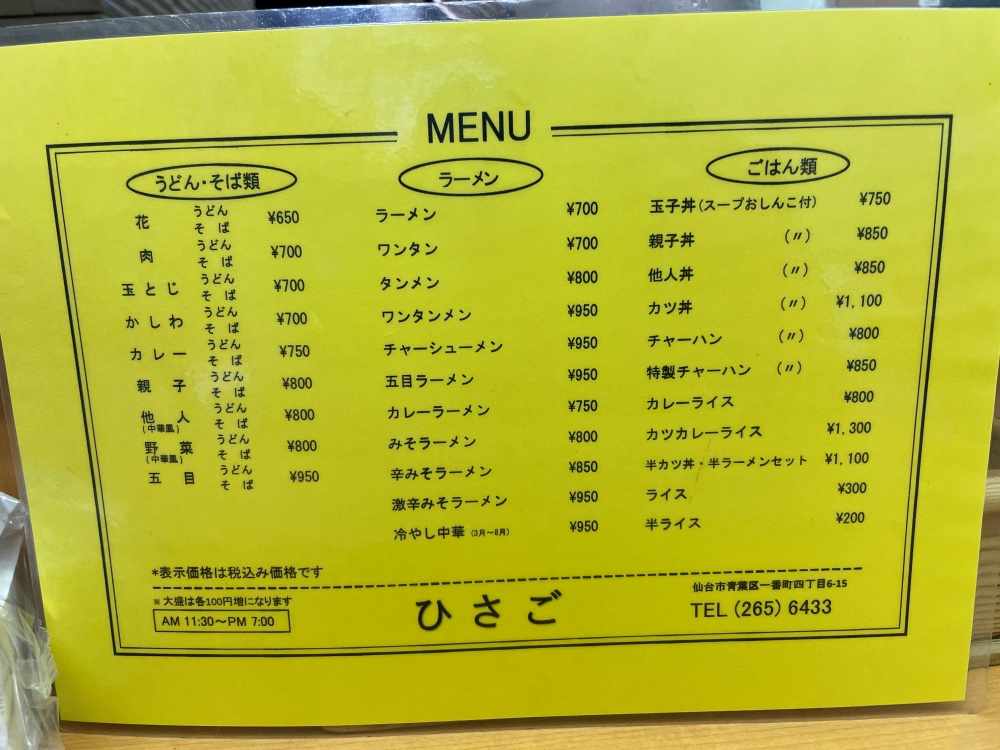 MENU
うどん・そば類
花 うどん そば ¥650
肉 うどん そば ¥700
玉とじ うどん そば ¥700
かしわ うどん そば ¥700
カレー うどん そば ¥750
親子 うどん そば ¥800
他人(中華風) うどん そば ¥800
野菜(中華風) うどん そば ¥800
五目 うどん そば ¥950
ラーメン
ラーメン ¥700
ワンタン ¥700
タンメン ¥800
ワンタンメン ¥950
チャーシューメン ¥950
五目ラーメン ¥950
カレーラーメン ¥750
みそラーメン ¥800
辛みそラーメン ¥850
激辛みそラーメン ¥950
冷やし中華 (3月～8月) ¥950
ごはん類
玉子丼(スープおしんこ付) ¥750
親子丼 (〃) ¥850
他人丼 (〃) ¥850
カツ丼 (〃) ¥1,100
チャーハン (〃) ¥800
特製チャーハン (〃) ¥850
カレーライス ¥800
カツカレーライス ¥1,300
半カツ丼・半ラーメンセット ¥1,100
ライス ¥300
半ライス ¥200
*表示価格は税込み価格です
※大盛は各100円増になります
AM 11:30～PM 7:00
ひさご
仙台市青葉区一番町四丁目6-15
TEL (265) 6433